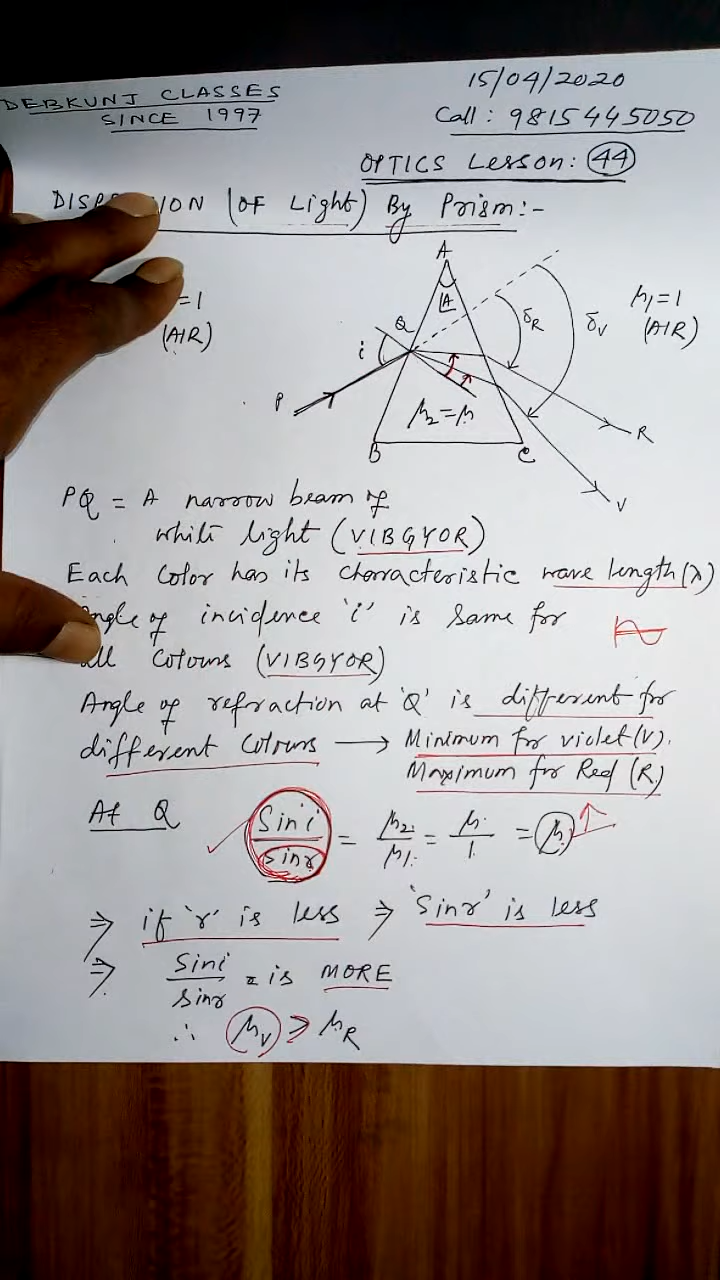 DEBKUNJ CLASSES
SINCE 1997
15/04/2020
Call: 9815445050
OPTICS Lesson: 44
(OF Light) By Prism:-
A
A
Q
i
P
=1
(AIR)
δR
δV
μ1=1
(AIR)
μ2=μ
B
C
R
V
PQ = A narrow beam of
white light (VIBGYOR)
Each Color has its characteristic wave length (λ)
of incidence 'i' is Same for
Colours (VIBGYOR)
Angle of refraction at 'Q' is different for
different Colours → Minimum for violet (V).
Maximum for Red (R)
At Q
Sin i / Sin r = μ2 / μ1 = μ / 1 = μ ↑
⇒ if 'r' is less ⇒ 'Sin r' is less
⇒ Sin i / Sin r = is MORE
∴ μV > μR